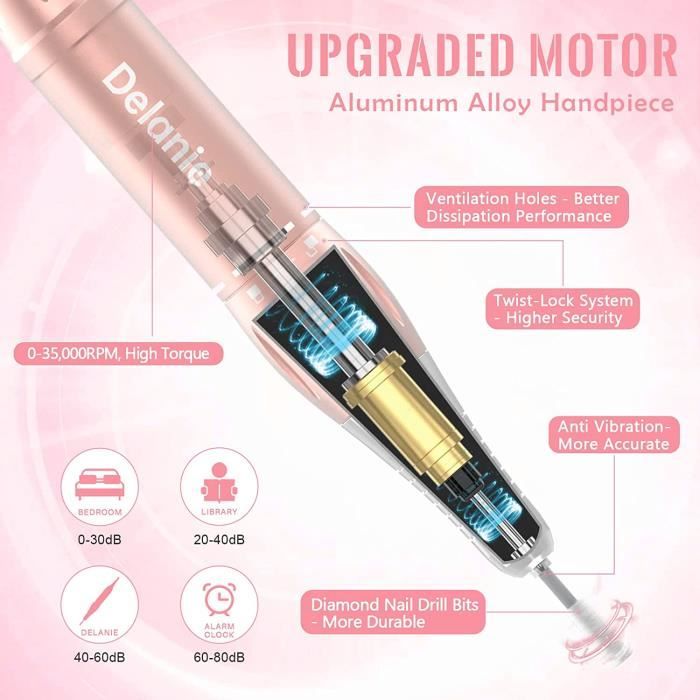 UPGRADED MOTOR
Aluminum Alloy Handpiece
Delanie
Ventilation Holes - Better
Dissipation Performance
Twist-Lock System
- Higher Security
0-35,000RPM, High Torque
Anti Vibration-
More Accurate
BEDROOM
0-30dB
LIBRARY
20-40dB
DELANIE
40-60dB
ALARM
OLOOK
60-80dB
Diamond Nail Drill Bits
- More Durable